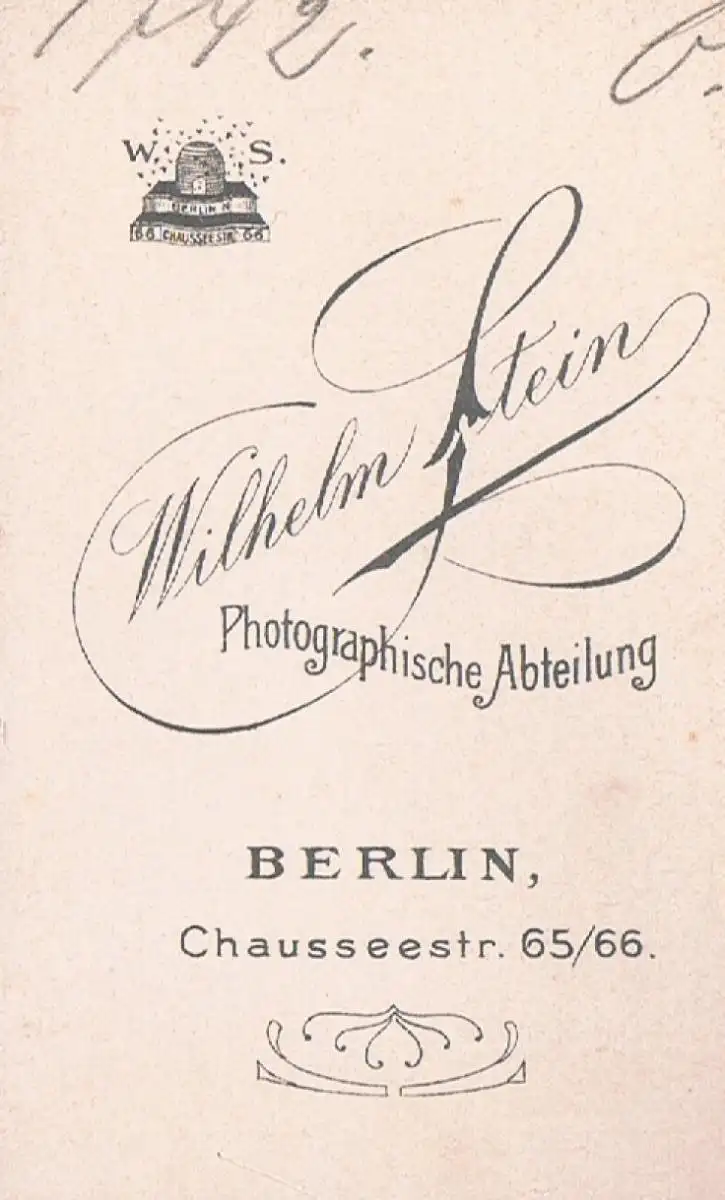 W. S.
BERLIN N
66 CHAUSSEESTR. 66
Wilhelm Stein
Photographische Abteilung
BERLIN,
Chausseestr. 65/66.